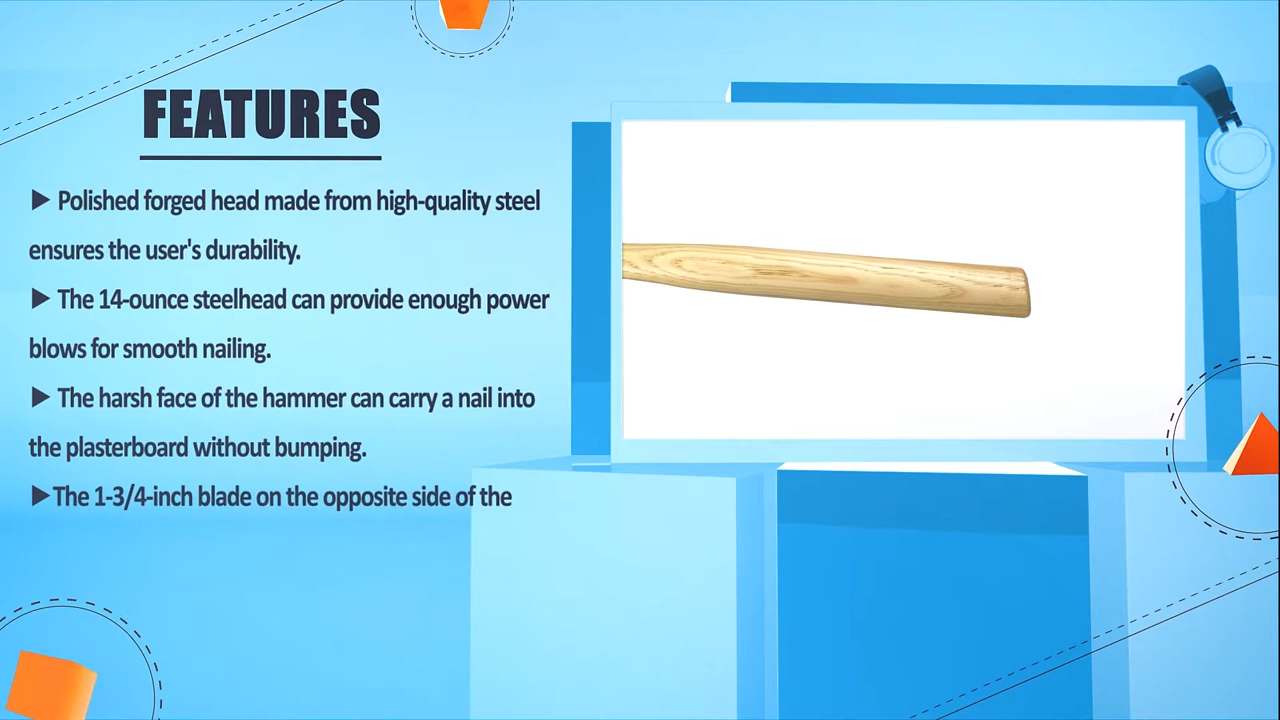 FEATURES
▶ Polished forged head made from high-quality steel
ensures the user's durability.
▶ The 14-ounce steelhead can provide enough power
blows for smooth nailing.
▶ The harsh face of the hammer can carry a nail into
the plasterboard without bumping.
▶The 1-3/4-inch blade on the opposite side of the